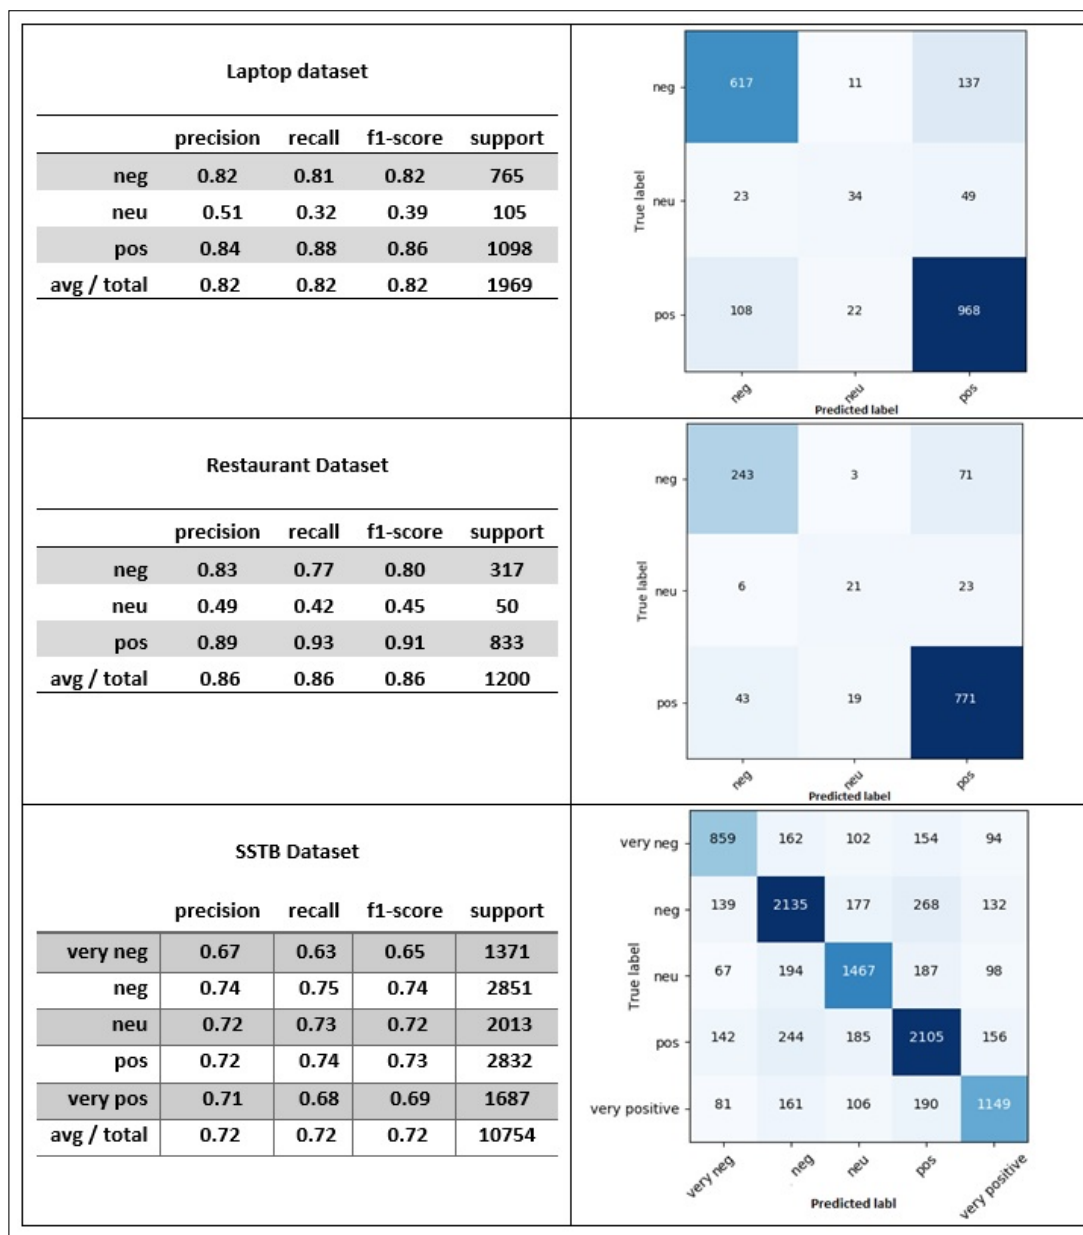 Laptop dataset
precision recall f1-score support
neg 0.82 0.81 0.82 765
neu 0.51 0.32 0.39 105
pos 0.84 0.88 0.86 1098
avg / total 0.82 0.82 0.82 1969
True label
neg 617 11 137
neu 23 34 49
pos 108 22 968
neg neu pos
Predicted label
Restaurant Dataset
precision recall f1-score support
neg 0.83 0.77 0.80 317
neu 0.49 0.42 0.45 50
pos 0.89 0.93 0.91 833
avg / total 0.86 0.86 0.86 1200
True label
neg 243 3 71
neu 6 21 23
pos 43 19 771
neg neu pos
Predicted label
SSTB Dataset
precision recall f1-score support
very neg 0.67 0.63 0.65 1371
neg 0.74 0.75 0.74 2851
neu 0.72 0.73 0.72 2013
pos 0.72 0.74 0.73 2832
very pos 0.71 0.68 0.69 1687
avg / total 0.72 0.72 0.72 10754
True label
very neg 859 162 102 154 94
neg 139 2135 177 268 132
neu 67 194 1467 187 98
pos 142 244 185 2105 156
very positive 81 161 106 190 1149
very neg neg neu pos very positive
Predicted labl